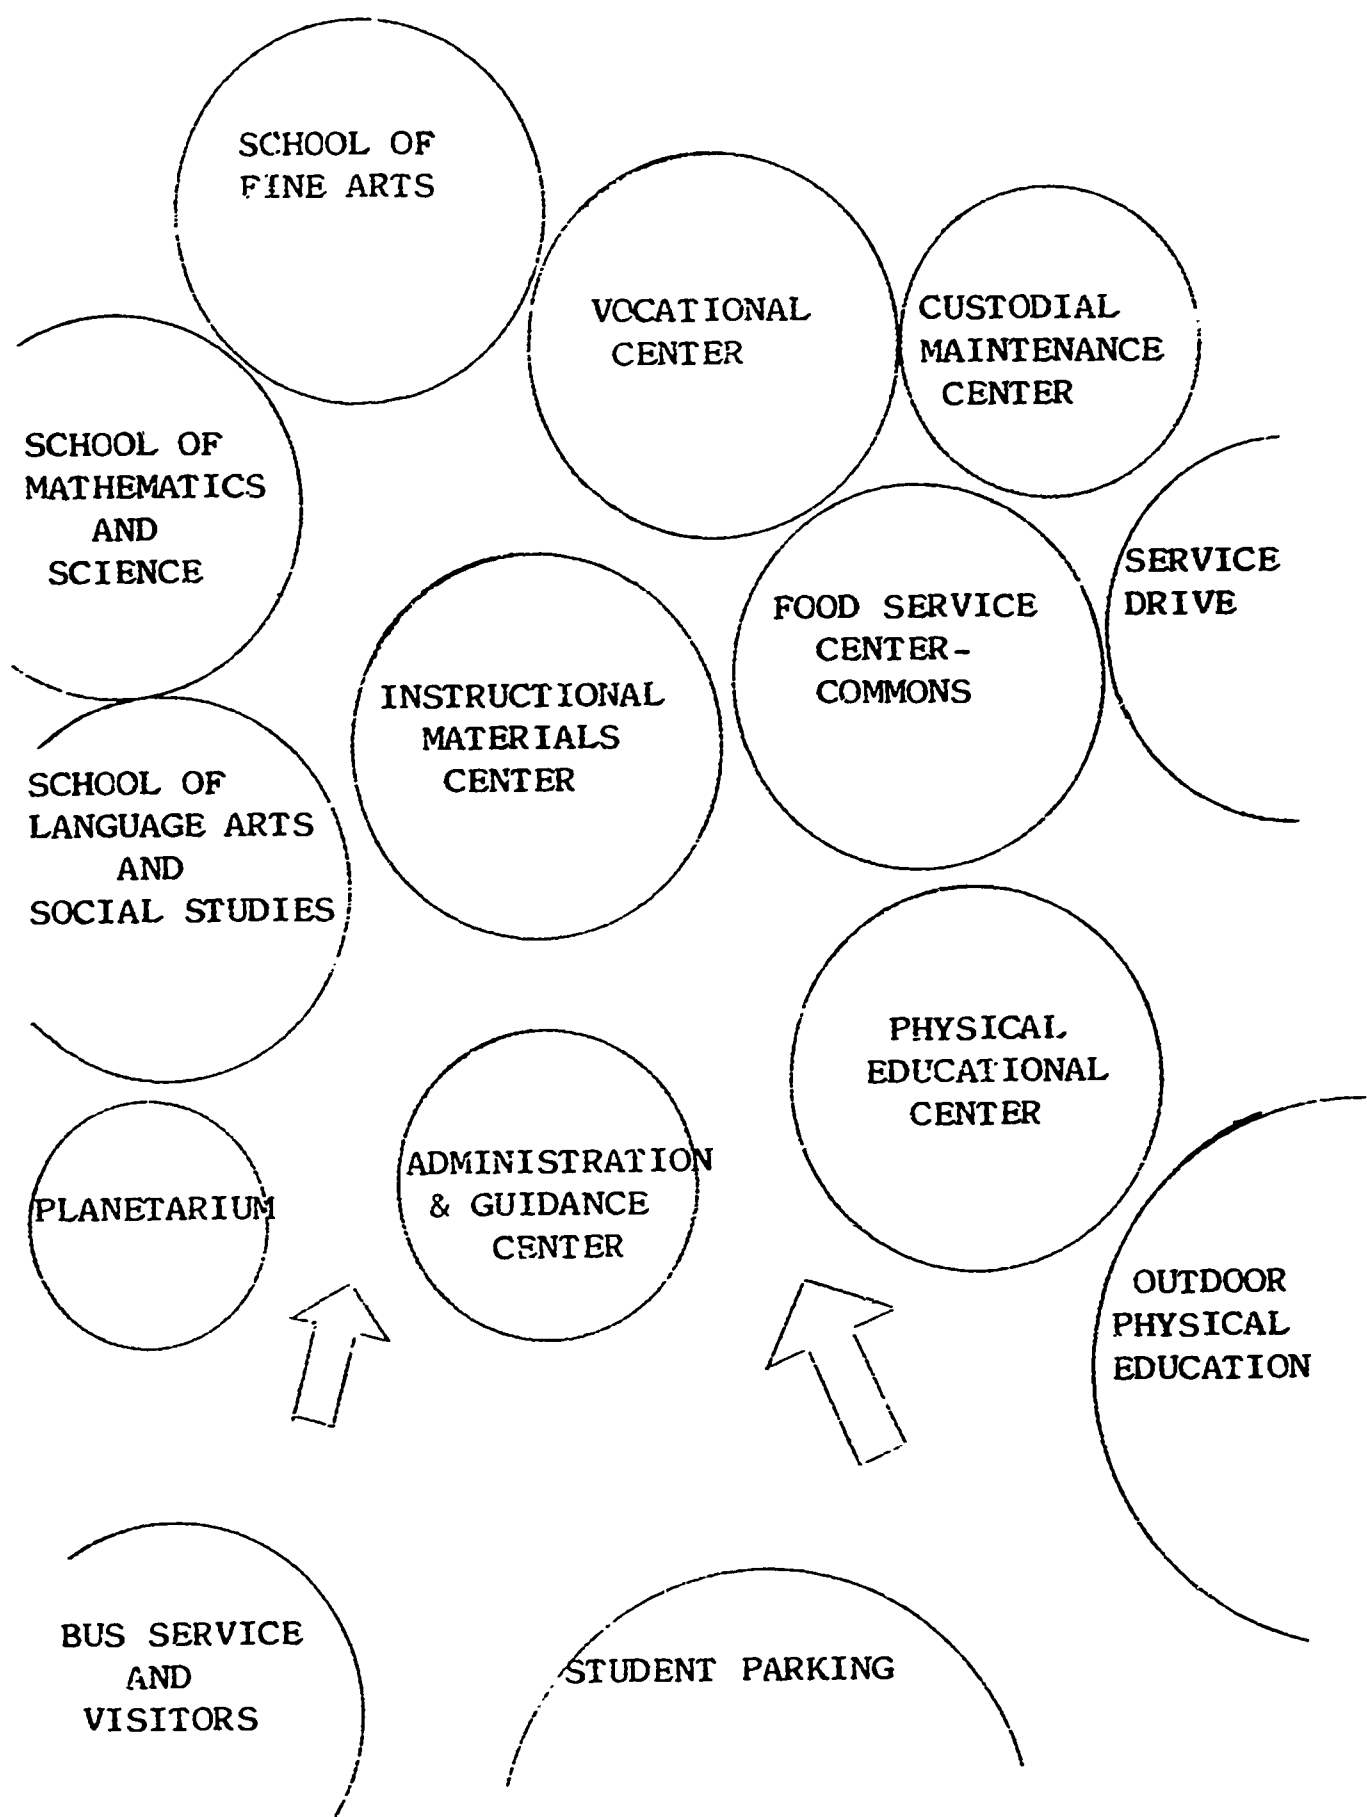 SCHOOL OF
FINE ARTS
VOCATIONAL
CENTER
CUSTODIAL
MAINTENANCE
CENTER
SCHOOL OF
MATHEMATICS
AND
SCIENCE
SERVICE
DRIVE
FOOD SERVICE
CENTER-
COMMONS
INSTRUCTIONAL
MATERIALS
CENTER
SCHOOL OF
LANGUAGE ARTS
AND
SOCIAL STUDIES
PHYSICAL
EDUCATIONAL
CENTER
ADMINISTRATION
& GUIDANCE
CENTER
PLANETARIUM
OUTDOOR
PHYSICAL
EDUCATION
BUS SERVICE
AND
VISITORS
STUDENT PARKING